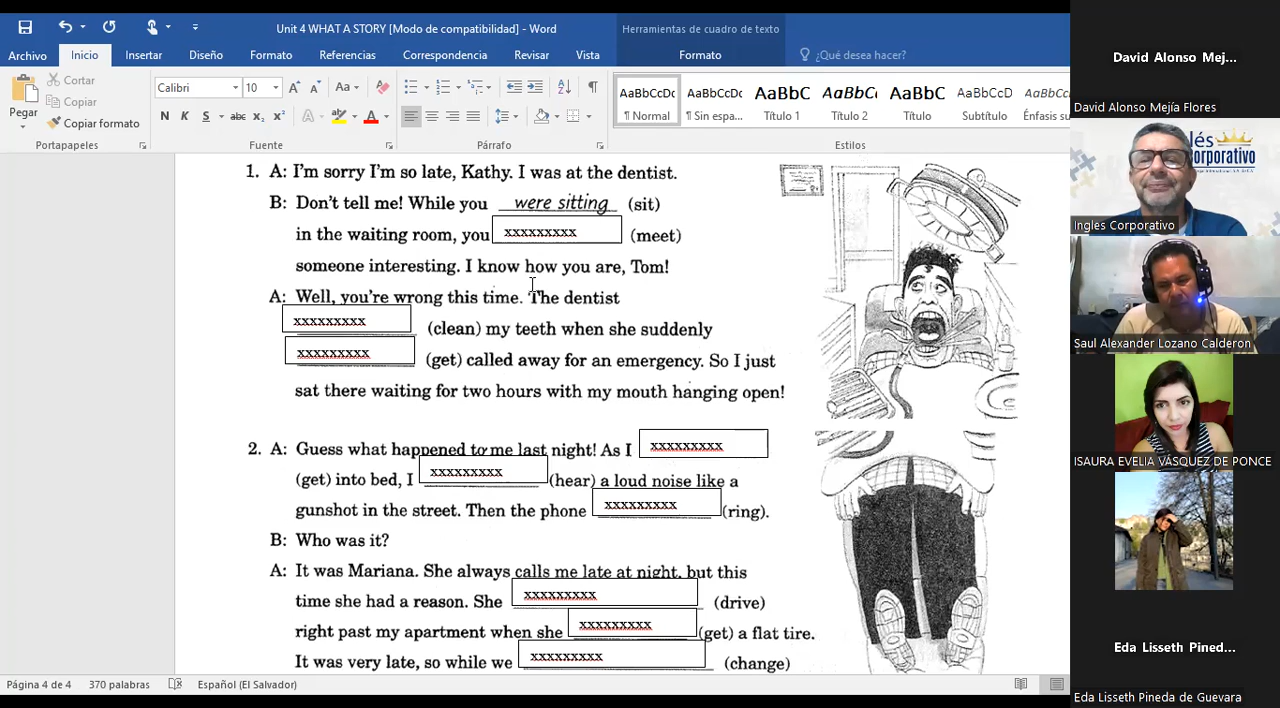 Unit 4 WHAT A STORY [Modo de compatibilidad] - Word
Herramientas de cuadro de texto
Archivo Inicio Insertar Diseño Formato Referencias Correspondencia Revisar Vista Formato ¿Qué desea hacer?
Pegar
Cortar
Copiar
Copiar formato
Calibri 10
Aa
N K S abc x₂ x² A A
AaBbCcDc AaBbCcDc AaBbC AaBbC AaBbC AaBbCcD AaBbCcD
¶ Normal ¶ Sin espa... Título 1 Título 2 Título Subtítulo Énfasis su
Portapapeles Fuente Párrafo Estilos
1. A: I'm sorry I'm so late, Kathy. I was at the dentist.
B: Don't tell me! While you were sitting (sit)
in the waiting room, you xxxxxxxxx (meet)
someone interesting. I know how you are, Tom!
A: Well, you're wrong this time. The dentist
xxxxxxxxx (clean) my teeth when she suddenly
xxxxxxxxx (get) called away for an emergency. So I just
sat there waiting for two hours with my mouth hanging open!
2. A: Guess what happened to me last night! As I xxxxxxxxx
(get) into bed, I xxxxxxxxx (hear) a loud noise like a
gunshot in the street. Then the phone xxxxxxxxx (ring).
B: Who was it?
A: It was Mariana. She always calls me late at night, but this
time she had a reason. She xxxxxxxxx (drive)
right past my apartment when she xxxxxxxxx (get) a flat tire.
It was very late, so while we xxxxxxxxx (change)
Página 4 de 4 370 palabras Español (El Salvador)
David Alonso Mej...
David Alonso Mejía Flores
lés
Corporativo
Ingles Corporativo
Saul Alexander Lozano Calderon
ISAURA EVELIA VÁSQUEZ DE PONCE
Eda Lisseth Pined...
Eda Lisseth Pineda de Guevara